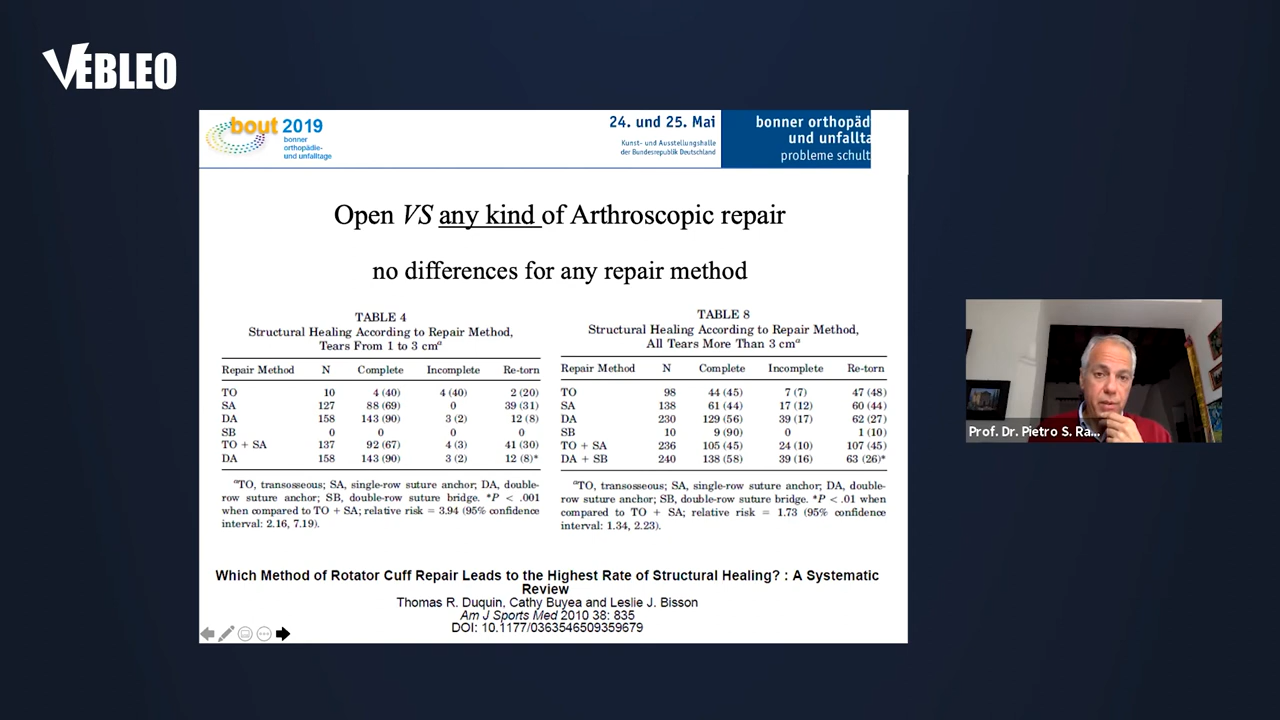 VEBLEO
bout 2019
bonner
orthopädie-
und unfalltage
24. und 25. Mai
Kunst- und Ausstellungshalle
der Bundesrepublik Deutschland
bonner orthopäd
und unfallta
probleme schult
Open VS any kind of Arthroscopic repair
no differences for any repair method
TABLE 4
Structural Healing According to Repair Method,
Tears From 1 to 3 cmᵃ
Repair Method N Complete Incomplete Re-torn
TO 10 4 (40) 4 (40) 2 (20)
SA 127 88 (69) 0 39 (31)
DA 158 143 (90) 3 (2) 12 (8)
SB 0 0 0 0
TO + SA 137 92 (67) 4 (3) 41 (30)
DA 158 143 (90) 3 (2) 12 (8)*
ᵃTO, transosseous; SA, single-row suture anchor; DA, double-
row suture anchor; SB, double-row suture bridge. *P < .001
when compared to TO + SA; relative risk = 3.94 (95% confidence
interval: 2.16, 7.19).
TABLE 8
Structural Healing According to Repair Method,
All Tears More Than 3 cmᵃ
Repair Method N Complete Incomplete Re-torn
TO 98 44 (45) 7 (7) 47 (48)
SA 138 61 (44) 17 (12) 60 (44)
DA 230 129 (56) 39 (17) 62 (27)
SB 10 9 (90) 0 1 (10)
TO + SA 236 105 (45) 24 (10) 107 (45)
DA + SB 240 138 (58) 39 (16) 63 (26)*
ᵃTO, transosseous; SA, single-row suture anchor; DA, double-
row suture anchor; SB, double-row suture bridge. *P < .01 when
compared to TO + SA; relative risk = 1.73 (95% confidence
interval: 1.34, 2.23).
Which Method of Rotator Cuff Repair Leads to the Highest Rate of Structural Healing? : A Systematic
Review
Thomas R. Duquin, Cathy Buyea and Leslie J. Bisson
Am J Sports Med 2010 38: 835
DOI: 10.1177/0363546509359679
Prof. Dr. Pietro S. Ra...